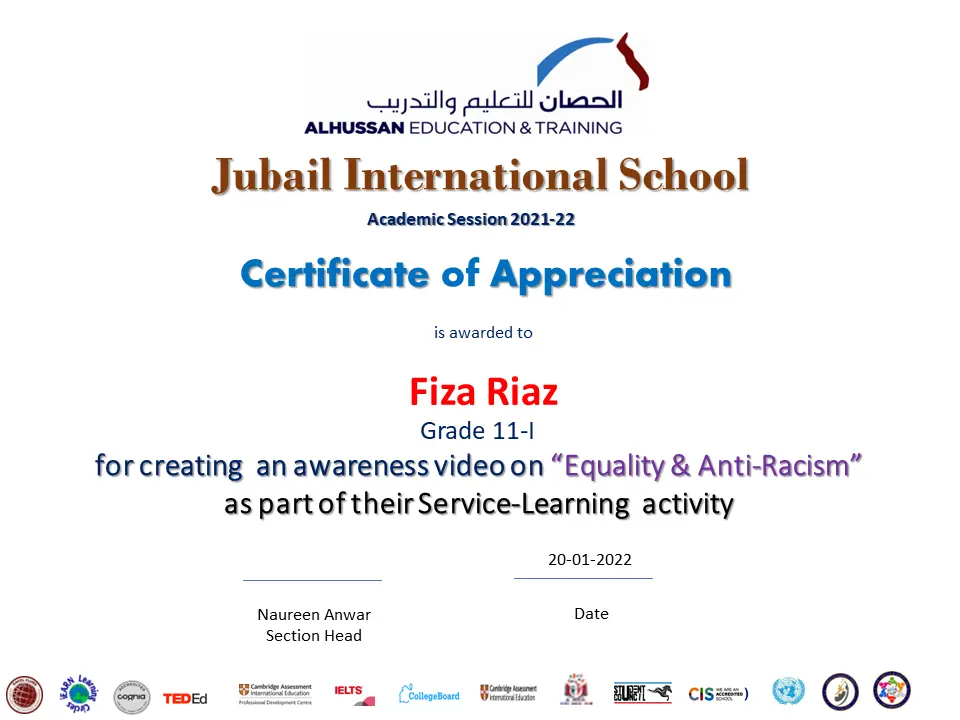 الحصان للتعليم والتدريب
ALHUSSAN EDUCATION & TRAINING
Jubail International School
Academic Session 2021-22
Certificate of Appreciation
is awarded to
Fiza Riaz
Grade 11-I
for creating an awareness video on “Equality & Anti-Racism”
as part of their Service-Learning activity
20-01-2022
Naureen Anwar
Date
Section Head
iEARN Learning Circles
ACCREDITED
cognia
TEDEd
Cambridge Assessment
International Education
Professional Development Centre
IELTS
CollegeBoard
Cambridge Assessment
International Education
STUDENT
CIS WE ARE AN ACCREDITED SCHOOL